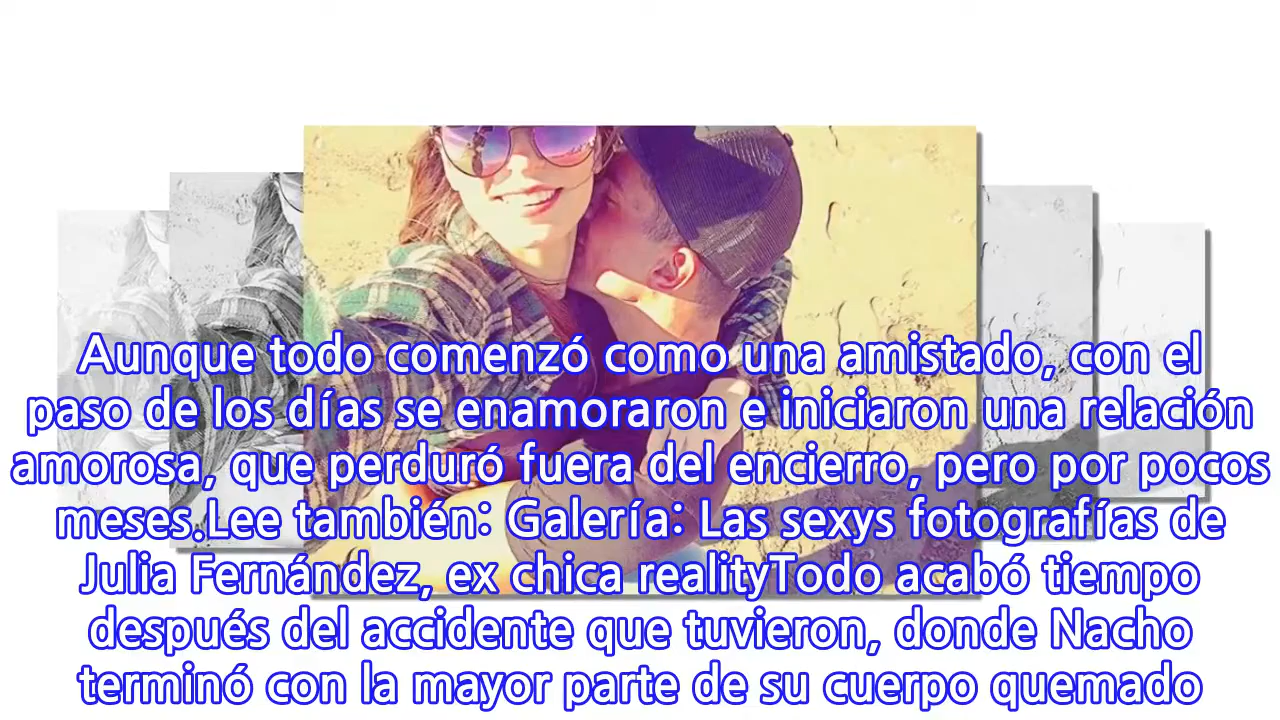 Aunque todo comenzó como una amistado, con el
paso de los días se enamoraron e iniciaron una relación
amorosa, que perduró fuera del encierro, pero por pocos
meses.Lee también: Galería: Las sexys fotografías de
Julia Fernández, ex chica realityTodo acabó tiempo
después del accidente que tuvieron, donde Nacho
terminó con la mayor parte de su cuerpo quemado